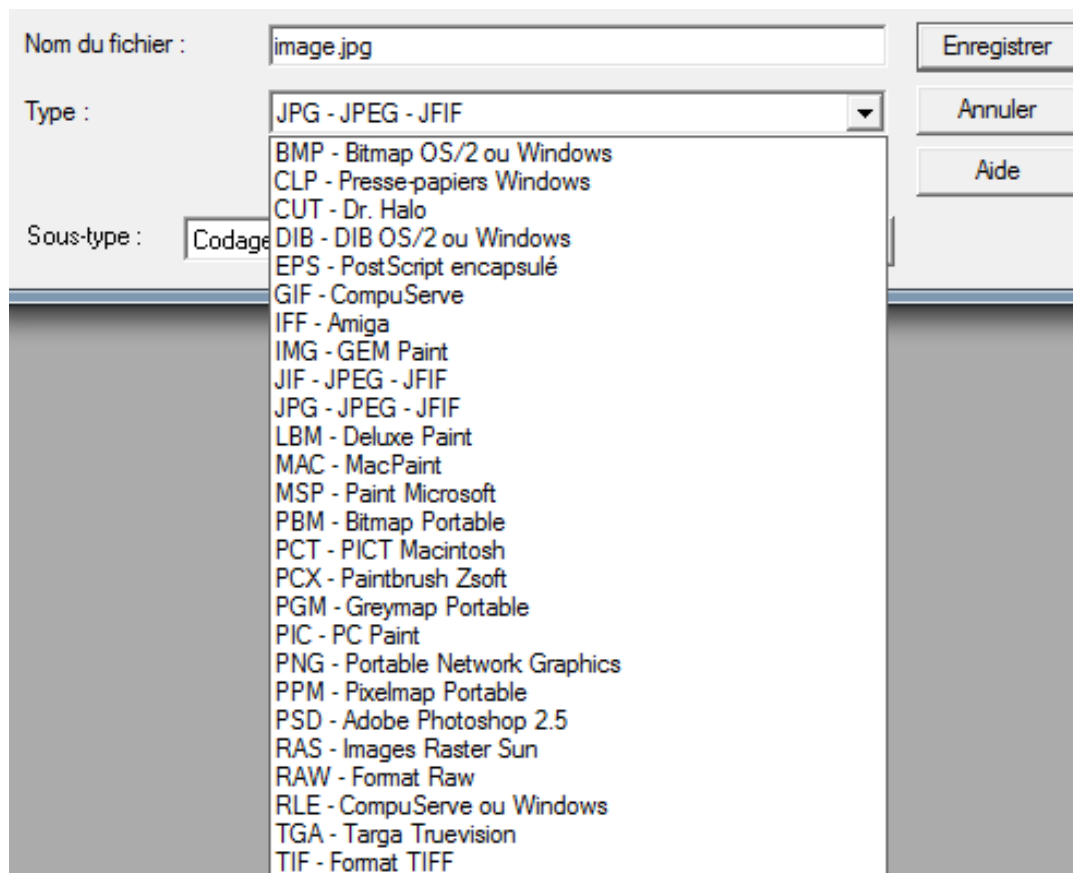 Nom du fichier :
image.jpg
Enregistrer
Type :
JPG - JPEG - JFIF
Annuler
Aide
Sous-type :
Codage
BMP - Bitmap OS/2 ou Windows
CLP - Presse-papiers Windows
CUT - Dr. Halo
DIB - DIB OS/2 ou Windows
EPS - PostScript encapsulé
GIF - CompuServe
IFF - Amiga
IMG - GEM Paint
JIF - JPEG - JFIF
JPG - JPEG - JFIF
LBM - Deluxe Paint
MAC - MacPaint
MSP - Paint Microsoft
PBM - Bitmap Portable
PCT - PICT Macintosh
PCX - Paintbrush Zsoft
PGM - Greymap Portable
PIC - PC Paint
PNG - Portable Network Graphics
PPM - Pixelmap Portable
PSD - Adobe Photoshop 2.5
RAS - Images Raster Sun
RAW - Format Raw
RLE - CompuServe ou Windows
TGA - Targa Truevision
TIF - Format TIFF